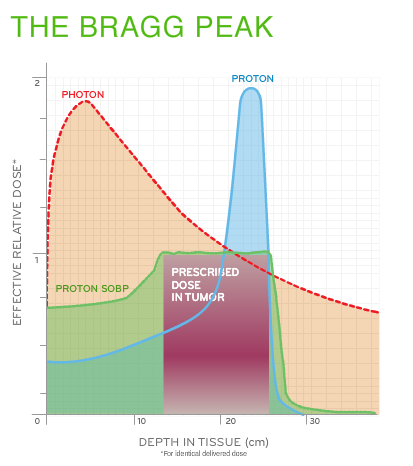 THE BRAGG PEAK
PROTON
PHOTON
2
EFFECTIVE RELATIVE DOSE*
1
PRESCRIBED
DOSE
IN TUMOR
PROTON SOBP
0
10
20
30
DEPTH IN TISSUE (cm)
*For identical delivered dose